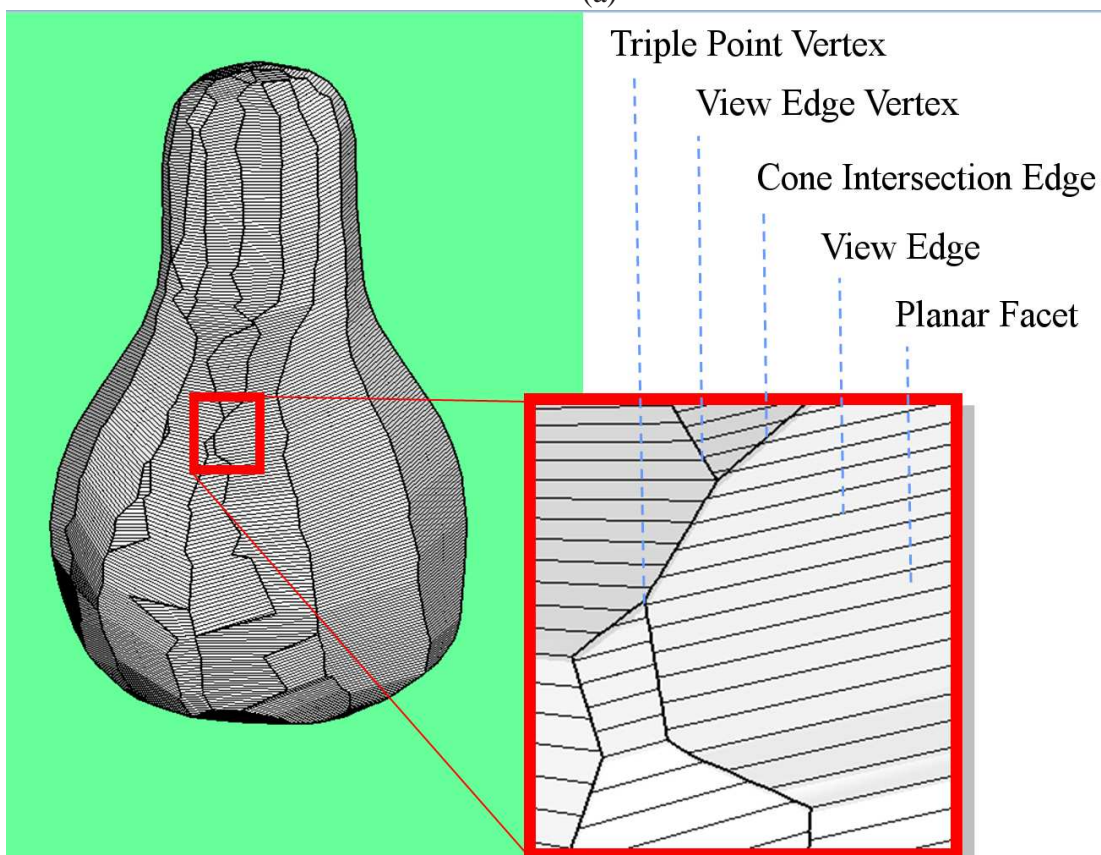 (a)
Triple Point Vertex
View Edge Vertex
Cone Intersection Edge
View Edge
Planar Facet